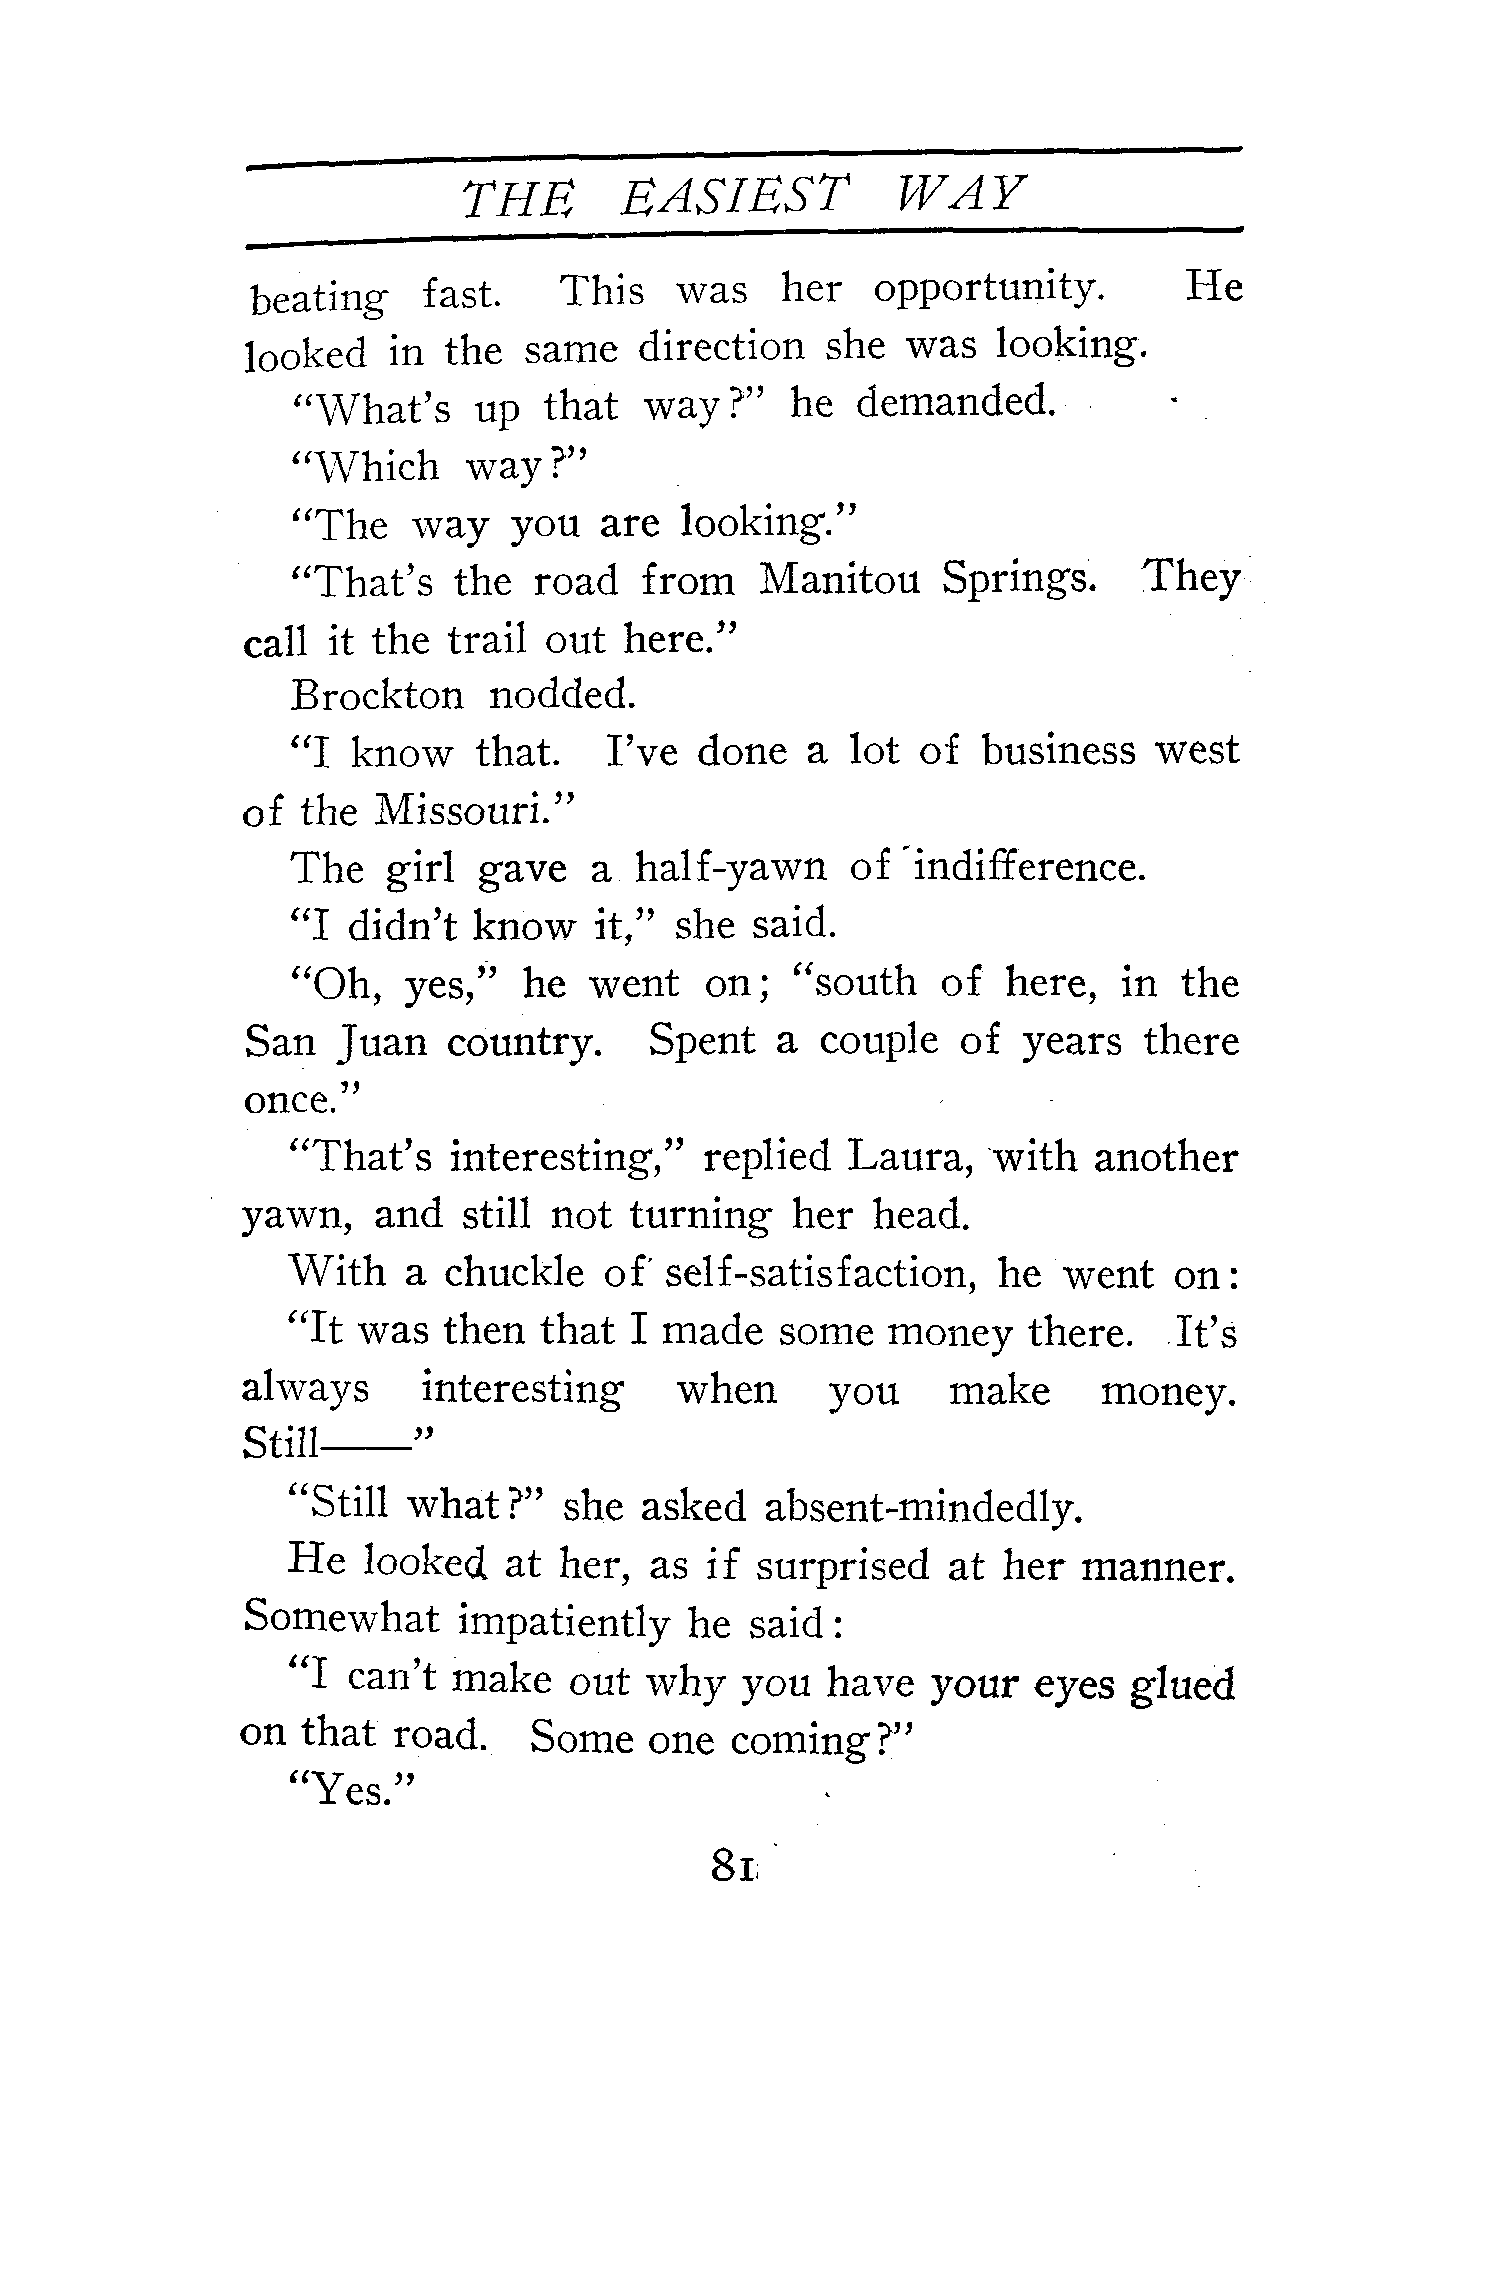 THE EASIEST WAY
beating fast. This was her opportunity. He
looked in the same direction she was looking.
“What’s up that way?” he demanded.
“Which way?”
“The way you are looking.”
“That’s the road from Manitou Springs. They
call it the trail out here.”
Brockton nodded.
“I know that. I’ve done a lot of business west
of the Missouri.”
The girl gave a half-yawn of indifference.
“I didn’t know it,” she said.
“Oh, yes,” he went on; “south of here, in the
San Juan country. Spent a couple of years there
once.”
“That’s interesting,” replied Laura, with another
yawn, and still not turning her head.
With a chuckle of self-satisfaction, he went on:
“It was then that I made some money there. It’s
always interesting when you make money.
Still——”
“Still what?” she asked absent-mindedly.
He looked at her, as if surprised at her manner.
Somewhat impatiently he said:
“I can’t make out why you have your eyes glued
on that road. Some one coming?”
“Yes.”
81